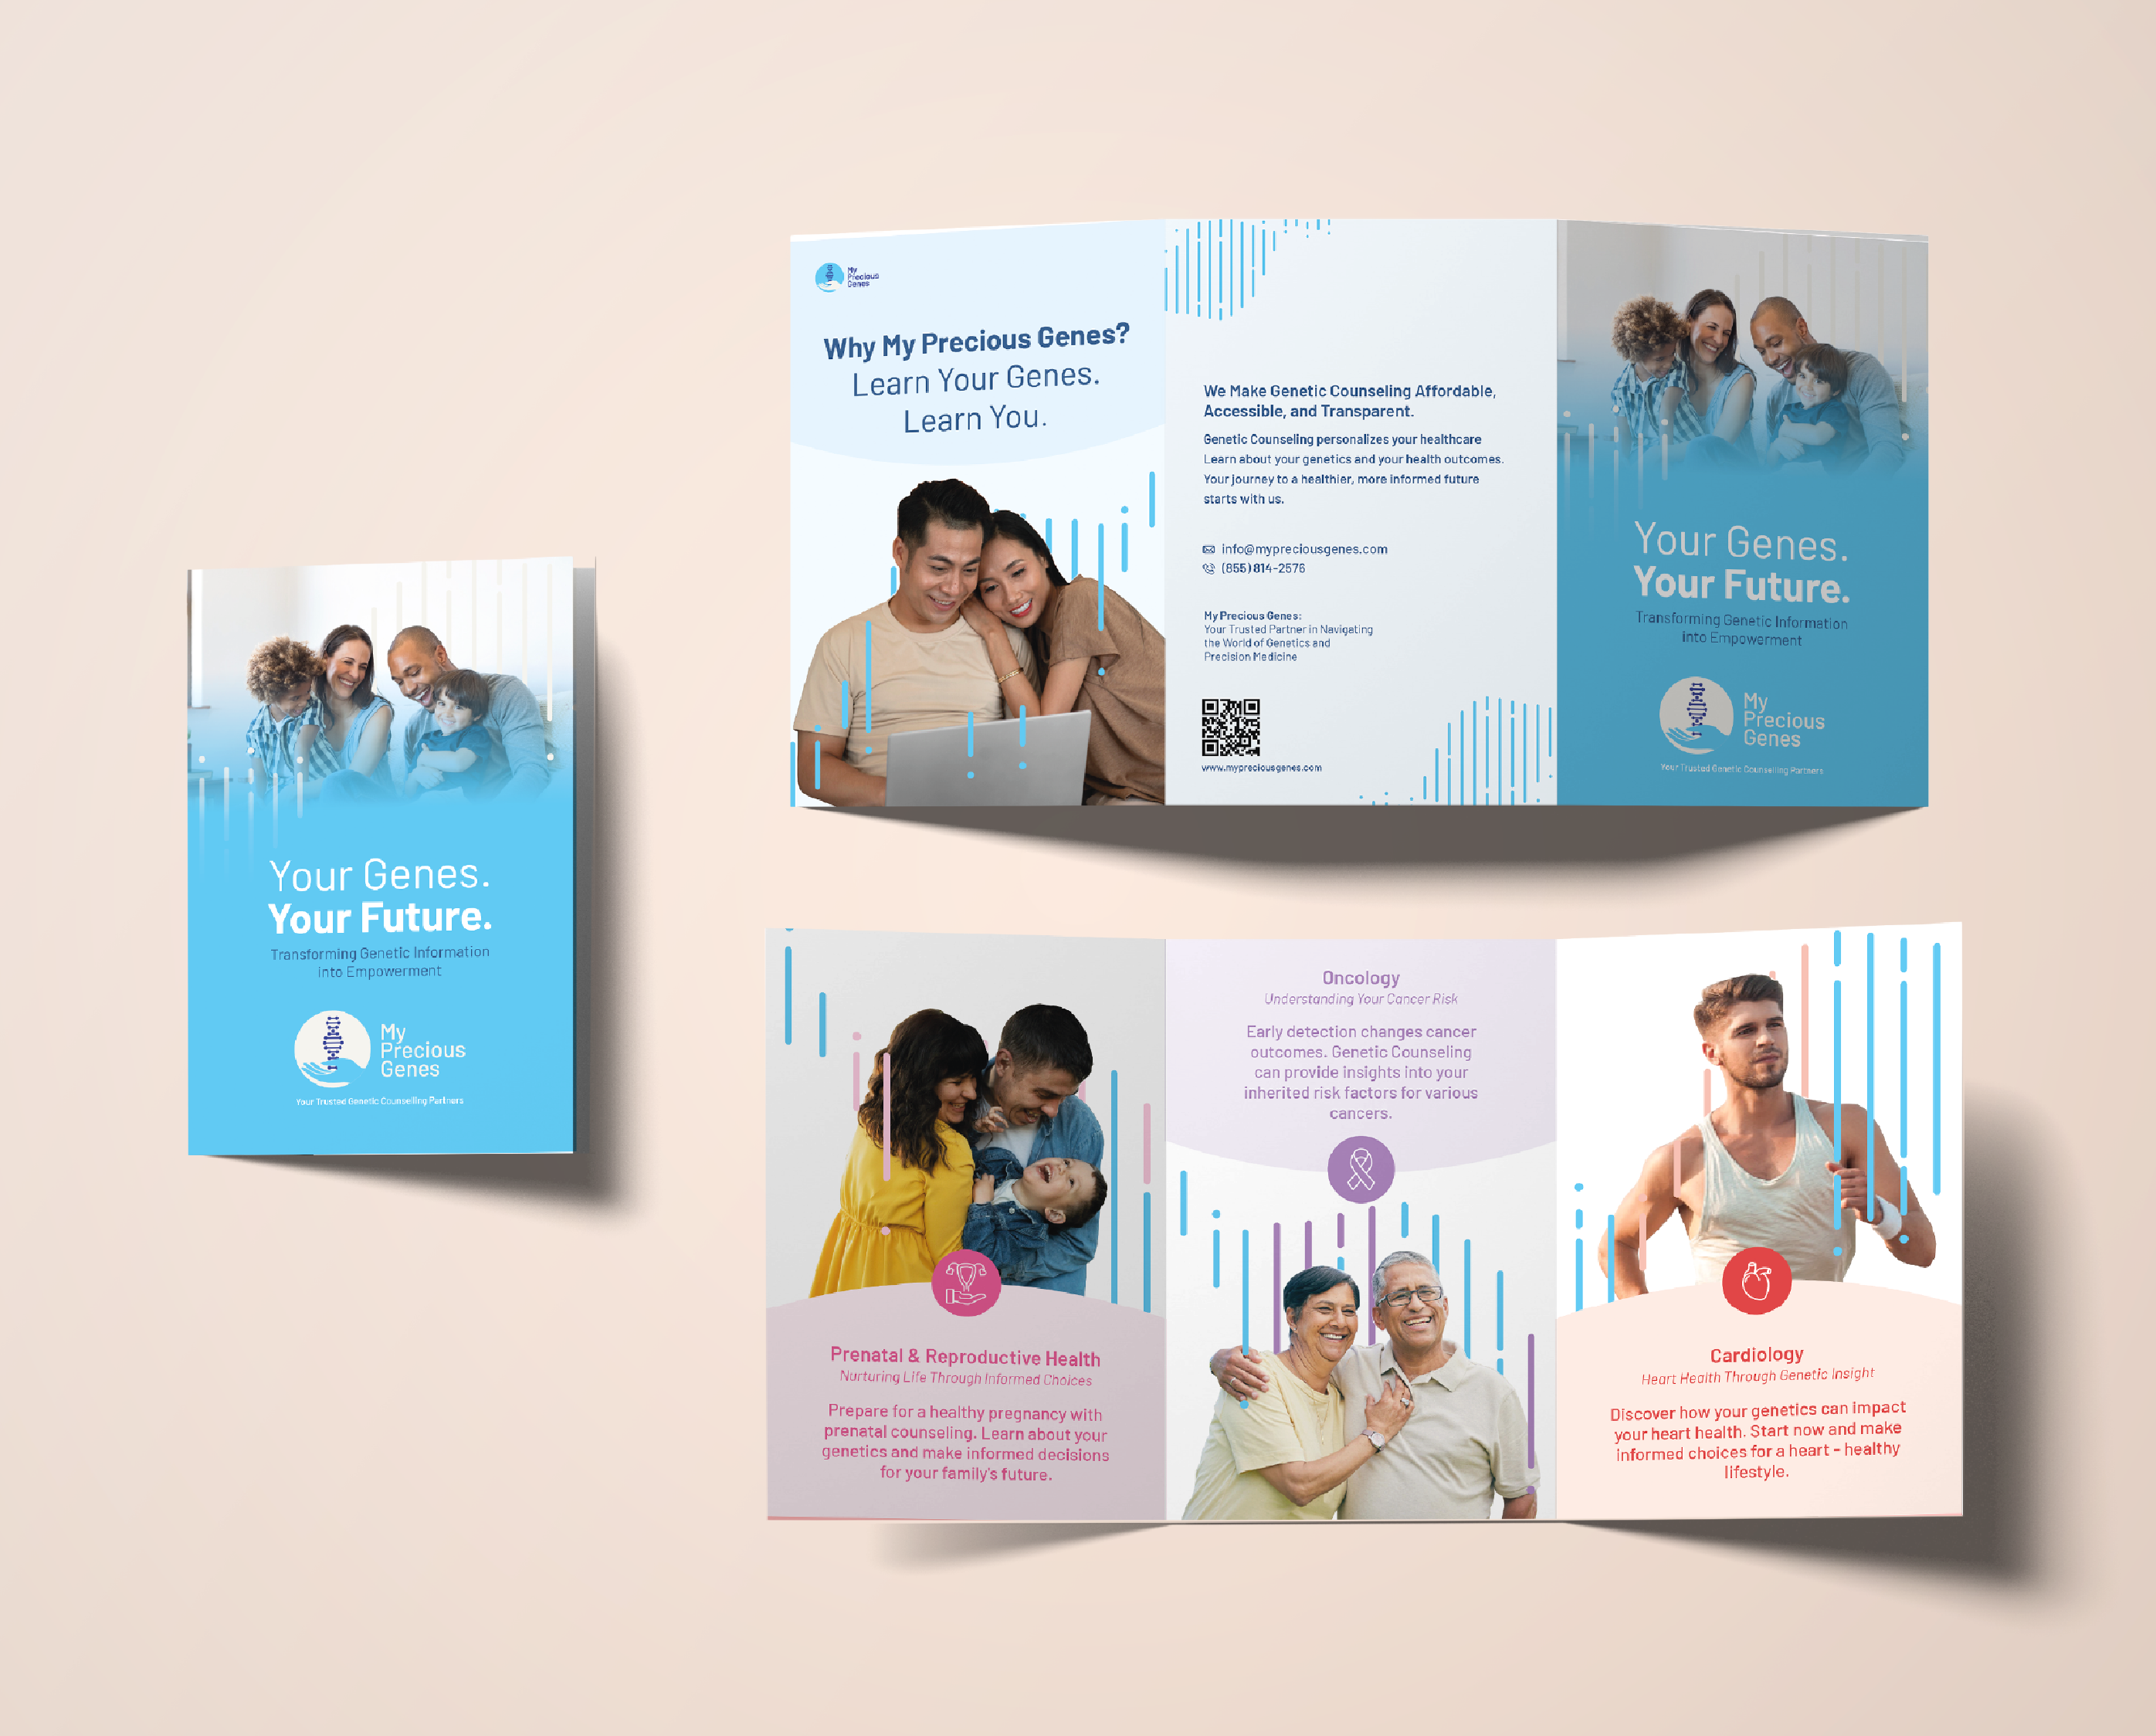 Your Genes.
Your Future.
Transforming Genetic Information
into Empowerment
My
Precious
Genes
Your Trusted Genetic Counselling Partners
My
Precious
Genes
Why My Precious Genes?
Learn Your Genes.
Learn You.
We Make Genetic Counseling Affordable,
Accessible, and Transparent.
Genetic Counseling personalizes your healthcare
Learn about your genetics and your health outcomes.
Your journey to a healthier, more informed future
starts with us.
info@mypreciousgenes.com
(855) 814-2576
My Precious Genes:
Your Trusted Partner in Navigating
the World of Genetics and
Precision Medicine
www.mypreciousgenes.com
Your Genes.
Your Future.
Transforming Genetic Information
into Empowerment
My
Precious
Genes
Your Trusted Genetic Counselling Partners
Prenatal & Reproductive Health
Nurturing Life Through Informed Choices
Prepare for a healthy pregnancy with
prenatal counseling. Learn about your
genetics and make informed decisions
for your family's future.
Oncology
Understanding Your Cancer Risk
Early detection changes cancer
outcomes. Genetic Counseling
can provide insights into your
inherited risk factors for various
cancers.
Cardiology
Heart Health Through Genetic Insight
Discover how your genetics can impact
your heart health. Start now and make
informed choices for a heart - healthy
lifestyle.